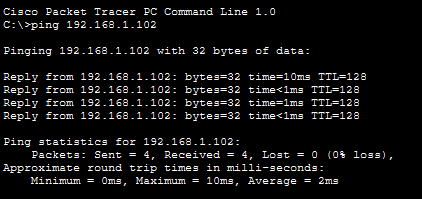 Cisco Packet Tracer PC Command Line 1.0
C:\>ping 192.168.1.102
Pinging 192.168.1.102 with 32 bytes of data:
Reply from 192.168.1.102: bytes=32 time=10ms TTL=128
Reply from 192.168.1.102: bytes=32 time<1ms TTL=128
Reply from 192.168.1.102: bytes=32 time=1ms TTL=128
Reply from 192.168.1.102: bytes=32 time<1ms TTL=128
Ping statistics for 192.168.1.102:
    Packets: Sent = 4, Received = 4, Lost = 0 (0% loss),
Approximate round trip times in milli-seconds:
    Minimum = 0ms, Maximum = 10ms, Average = 2ms